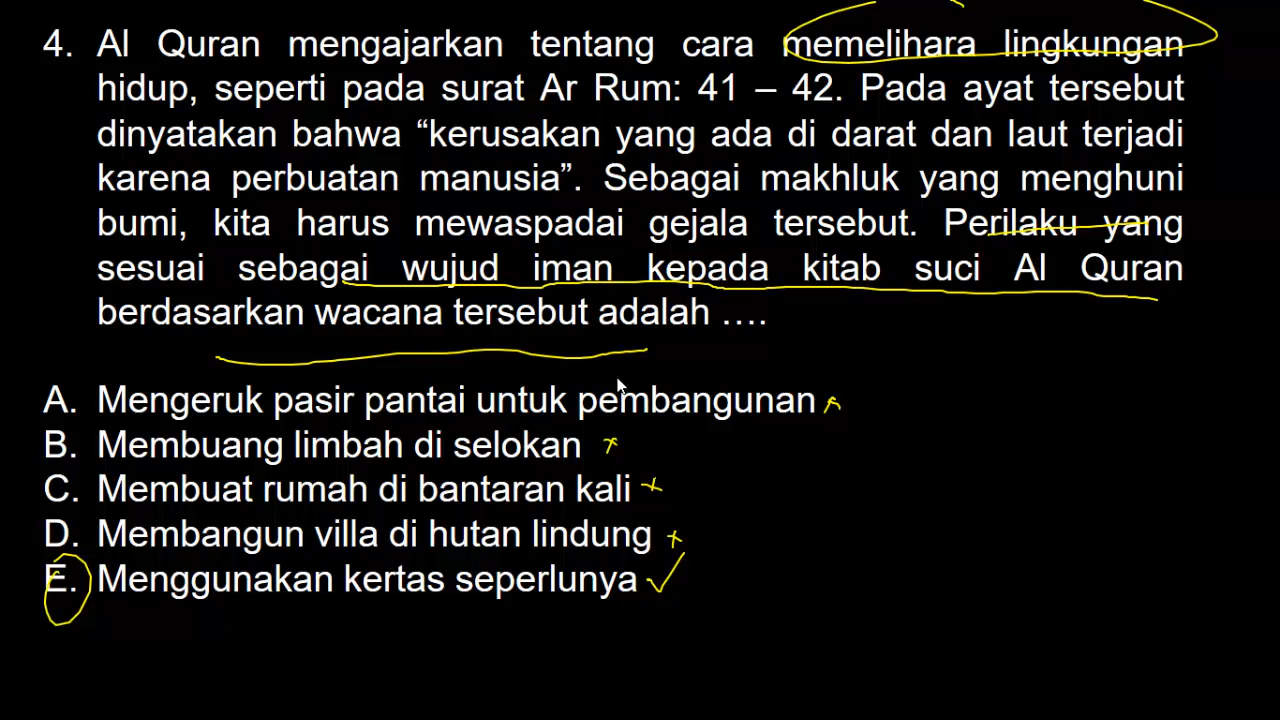 4. Al Quran mengajarkan tentang cara memelihara lingkungan
hidup, seperti pada surat Ar Rum: 41 – 42. Pada ayat tersebut
dinyatakan bahwa “kerusakan yang ada di darat dan laut terjadi
karena perbuatan manusia”. Sebagai makhluk yang menghuni
bumi, kita harus mewaspadai gejala tersebut. Perilaku yang
sesuai sebagai wujud iman kepada kitab suci Al Quran
berdasarkan wacana tersebut adalah ....
A. Mengeruk pasir pantai untuk pembangunan
B. Membuang limbah di selokan
C. Membuat rumah di bantaran kali
D. Membangun villa di hutan lindung
E. Menggunakan kertas seperlunya